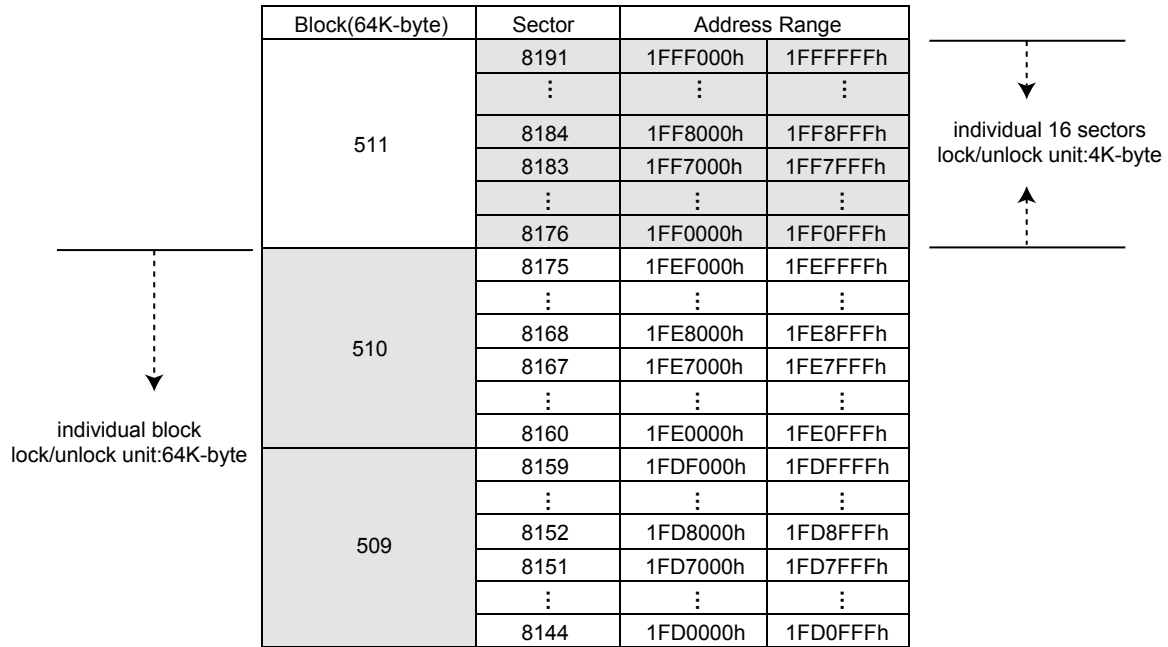 Block(64K-byte) Sector Address Range
511
8191 1FFF000h 1FFFFFFh
⋮ ⋮ ⋮
8184 1FF8000h 1FF8FFFh
8183 1FF7000h 1FF7FFFh
⋮ ⋮ ⋮
8176 1FF0000h 1FF0FFFh
individual 16 sectors
lock/unlock unit:4K-byte
510
8175 1FEF000h 1FEFFFFh
⋮ ⋮ ⋮
8168 1FE8000h 1FE8FFFh
8167 1FE7000h 1FE7FFFh
⋮ ⋮ ⋮
8160 1FE0000h 1FE0FFFh
individual block
lock/unlock unit:64K-byte
509
8159 1FDF000h 1FDFFFFh
⋮ ⋮ ⋮
8152 1FD8000h 1FD8FFFh
8151 1FD7000h 1FD7FFFh
⋮ ⋮ ⋮
8144 1FD0000h 1FD0FFFh